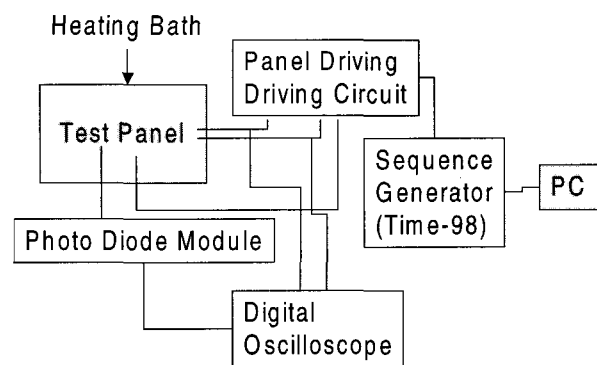 Heating Bath
Panel Driving
Driving Circuit
Test Panel
Sequence
Generator
(Time-98)
PC
Photo Diode Module
Digital
Oscilloscope